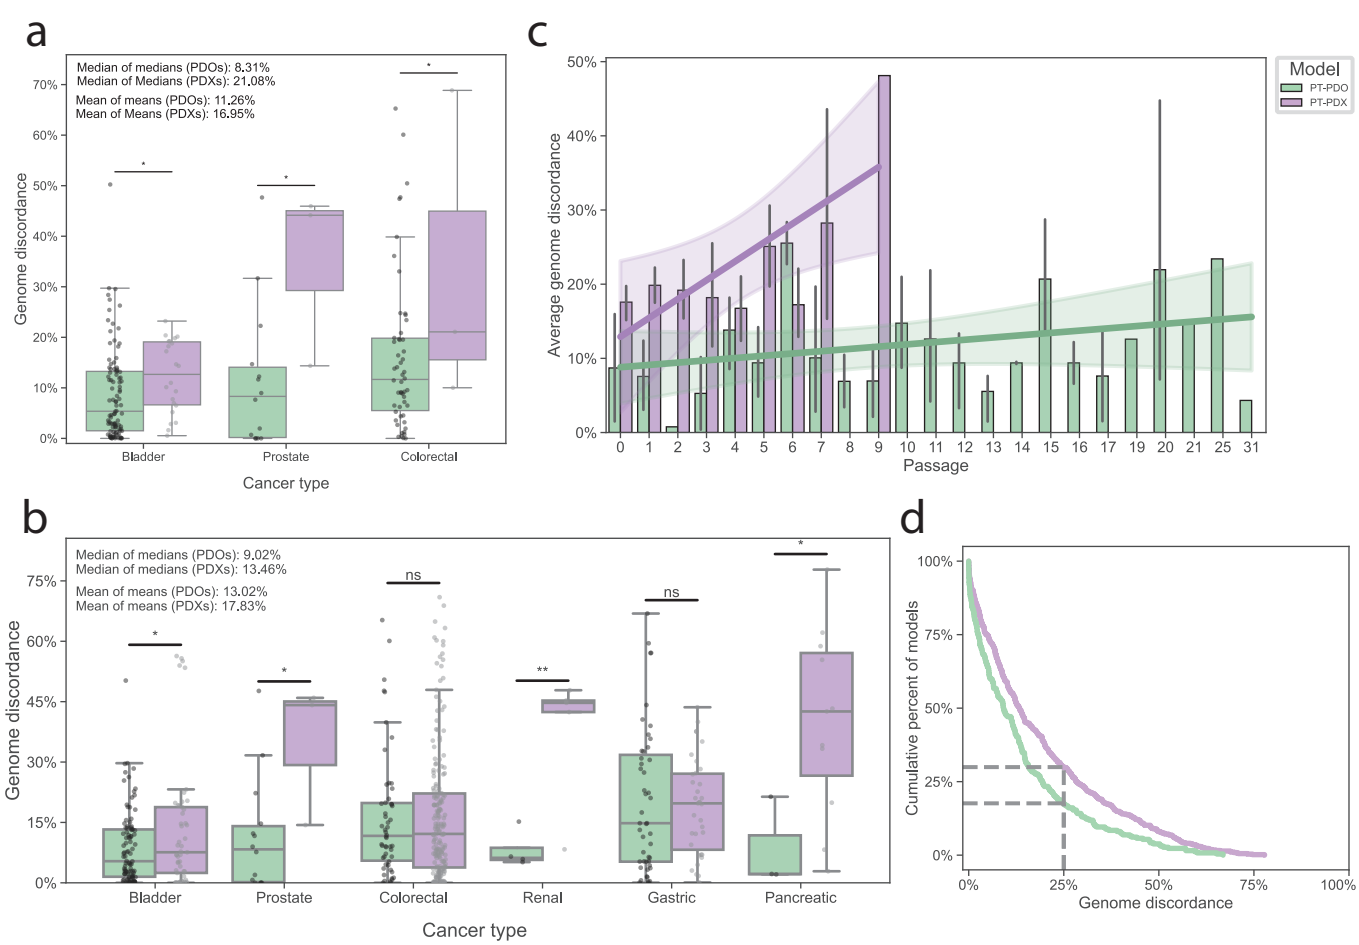 a
Median of medians (PDOs): 8.31%
Median of Medians (PDXs): 21.08%
Mean of means (PDOs): 11.26%
Mean of Means (PDXs): 16.95%
*
*
*
Genome discordance
70%
60%
50%
40%
30%
20%
10%
0%
Bladder
Prostate
Colorectal
Cancer type
c
Average genome discordance
50%
40%
30%
20%
10%
0%
0 1 2 3 4 5 6 7 8 9 10 11 12 13 14 15 16 17 19 20 21 25 31
Passage
Model
PT-PDO
PT-PDX
b
Median of medians (PDOs): 9.02%
Median of medians (PDXs): 13.46%
Mean of means (PDOs): 13.02%
Mean of means (PDXs): 17.83%
*
*
ns
**
ns
*
Genome discordance
75%
60%
45%
30%
15%
0%
Bladder
Prostate
Colorectal
Renal
Gastric
Pancreatic
Cancer type
d
Cumulative percent of models
100%
75%
50%
25%
0%
0% 25% 50% 75% 100%
Genome discordance